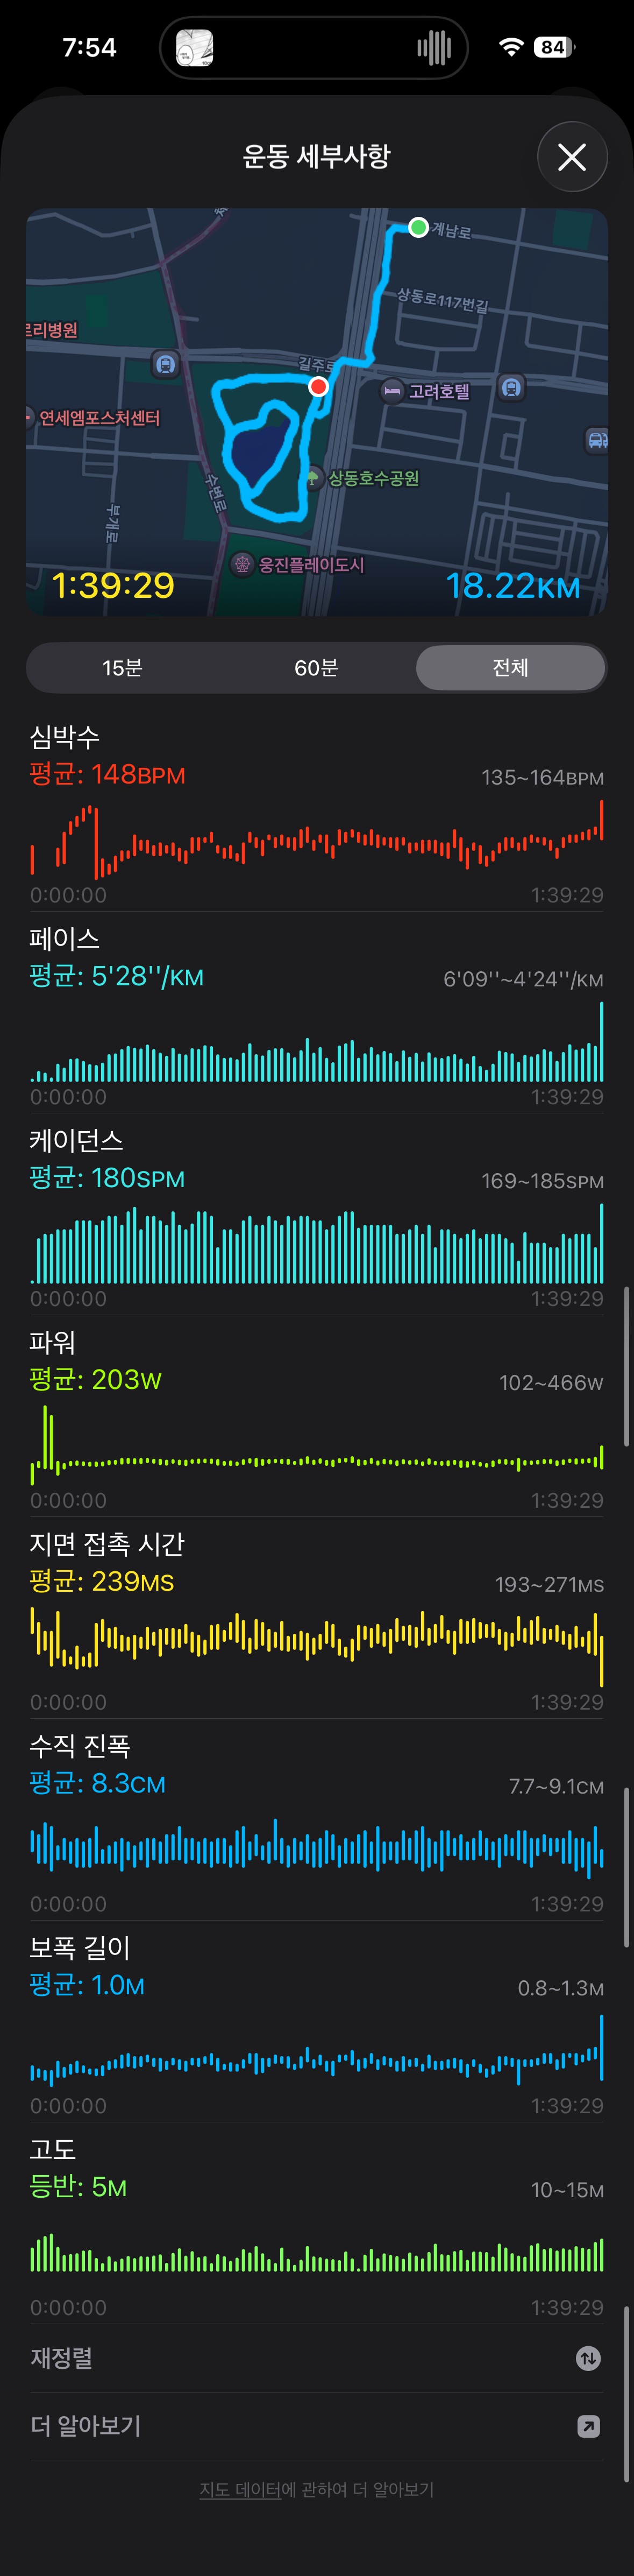 7:54
84
운동 세부사항
계남로
상동로117번길
르리병원
길주로
고려호텔
연세엠포스처센터
수변로
상동호수공원
부개로
웅진플레이도시
1:39:29
18.22KM
15분
60분
전체
심박수
평균: 148BPM
135~164BPM
0:00:00
1:39:29
페이스
평균: 5'28''/KM
6'09''~4'24''/KM
0:00:00
1:39:29
케이던스
평균: 180SPM
169~185SPM
0:00:00
1:39:29
파워
평균: 203W
102~466W
0:00:00
1:39:29
지면 접촉 시간
평균: 239MS
193~271MS
0:00:00
1:39:29
수직 진폭
평균: 8.3CM
7.7~9.1CM
0:00:00
1:39:29
보폭 길이
평균: 1.0M
0.8~1.3M
0:00:00
1:39:29
고도
등반: 5M
10~15M
0:00:00
1:39:29
재정렬
더 알아보기
지도 데이터에 관하여 더 알아보기